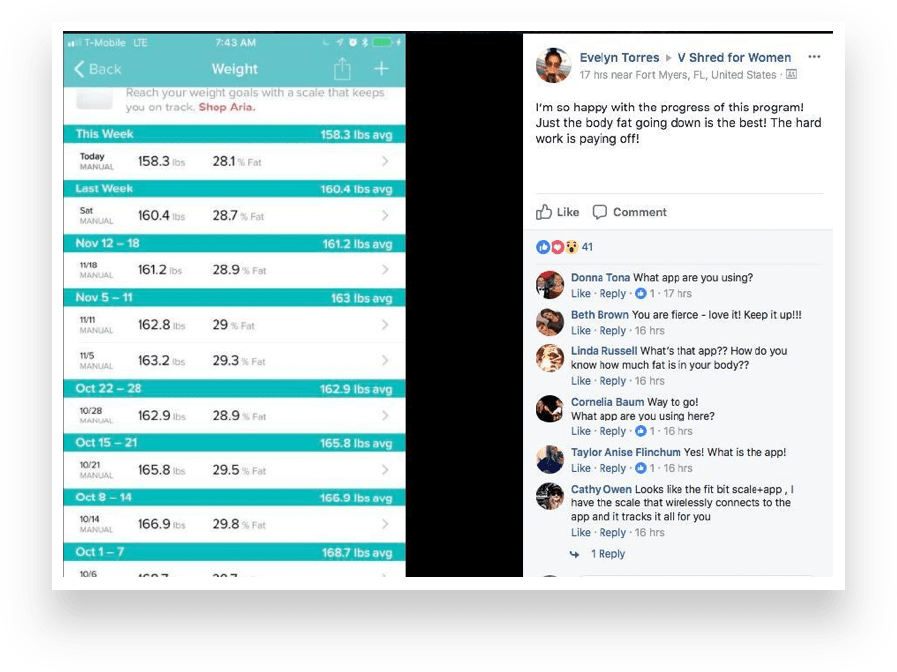 T-Mobile LTE 7:43 AM
Back Weight
Reach your weight goals with a scale that keeps
you on track. Shop Aria.
This Week 158.3 lbs avg
Today
MANUAL
158.3 lbs 28.1 % Fat
Last Week 160.4 lbs avg
Sat
MANUAL
160.4 lbs 28.7 % Fat
Nov 12 – 18 161.2 lbs avg
11/18
MANUAL
161.2 lbs 28.9 % Fat
Nov 5 – 11 163 lbs avg
11/11
MANUAL
162.8 lbs 29 % Fat
11/5
MANUAL
163.2 lbs 29.3 % Fat
Oct 22 – 28 162.9 lbs avg
10/28
MANUAL
162.9 lbs 28.9 % Fat
Oct 15 – 21 165.8 lbs avg
10/21
MANUAL
165.8 lbs 29.5 % Fat
Oct 8 – 14 166.9 lbs avg
10/14
MANUAL
166.9 lbs 29.8 % Fat
Oct 1 – 7 168.7 lbs avg
10/6
Evelyn Torres ▸ V Shred for Women
17 hrs near Fort Myers, FL, United States ·
I'm so happy with the progress of this program!
Just the body fat going down is the best! The hard
work is paying off!
Like Comment
41
Donna Tona What app are you using?
Like · Reply · 1 · 17 hrs
Beth Brown You are fierce - love it! Keep it up!!!
Like · Reply · 16 hrs
Linda Russell What's that app?? How do you
know how much fat is in your body??
Like · Reply · 16 hrs
Cornelia Baum Way to go!
What app are you using here?
Like · Reply · 1 · 16 hrs
Taylor Anise Flinchum Yes! What is the app!
Like · Reply · 1 · 16 hrs
Cathy Owen Looks like the fit bit scale+app , I
have the scale that wirelessly connects to the
app and it tracks it all for you
Like · Reply · 16 hrs
1 Reply